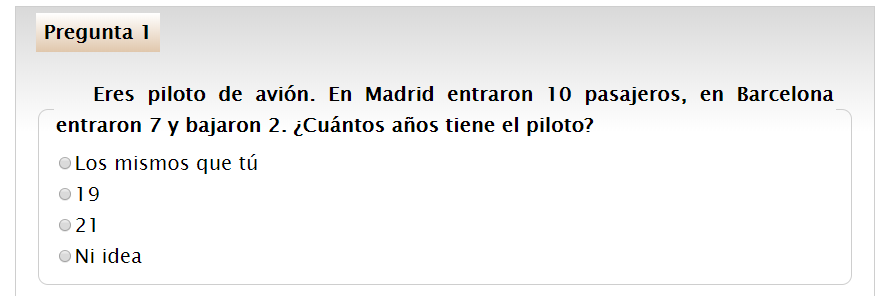 Pregunta 1
Eres piloto de avión. En Madrid entraron 10 pasajeros, en Barcelona
entraron 7 y bajaron 2. ¿Cuántos años tiene el piloto?
Los mismos que tú
19
21
Ni idea